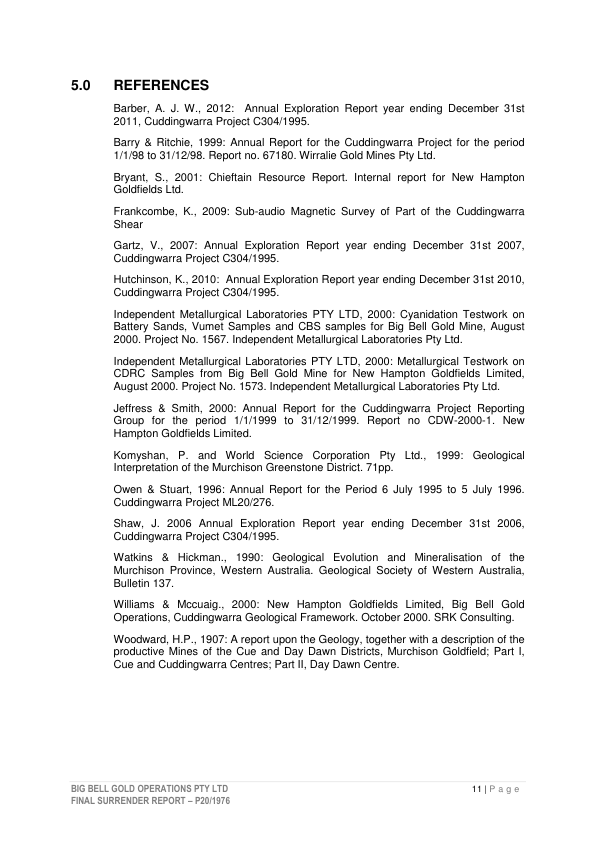 5.0 REFERENCES
Barber, A. J. W., 2012: Annual Exploration Report year ending December 31st
2011, Cuddingwarra Project C304/1995.
Barry & Ritchie, 1999: Annual Report for the Cuddingwarra Project for the period
1/1/98 to 31/12/98. Report no. 67180. Wirralie Gold Mines Pty Ltd.
Bryant, S., 2001: Chieftain Resource Report. Internal report for New Hampton
Goldfields Ltd.
Frankcombe, K., 2009: Sub-audio Magnetic Survey of Part of the Cuddingwarra
Shear
Gartz, V., 2007: Annual Exploration Report year ending December 31st 2007,
Cuddingwarra Project C304/1995.
Hutchinson, K., 2010: Annual Exploration Report year ending December 31st 2010,
Cuddingwarra Project C304/1995.
Independent Metallurgical Laboratories PTY LTD, 2000: Cyanidation Testwork on
Battery Sands, Vumet Samples and CBS samples for Big Bell Gold Mine, August
2000. Project No. 1567. Independent Metallurgical Laboratories Pty Ltd.
Independent Metallurgical Laboratories PTY LTD, 2000: Metallurgical Testwork on
CDRC Samples from Big Bell Gold Mine for New Hampton Goldfields Limited,
August 2000. Project No. 1573. Independent Metallurgical Laboratories Pty Ltd.
Jeffress & Smith, 2000: Annual Report for the Cuddingwarra Project Reporting
Group for the period 1/1/1999 to 31/12/1999. Report no CDW-2000-1. New
Hampton Goldfields Limited.
Komyshan, P. and World Science Corporation Pty Ltd., 1999: Geological
Interpretation of the Murchison Greenstone District. 71pp.
Owen & Stuart, 1996: Annual Report for the Period 6 July 1995 to 5 July 1996.
Cuddingwarra Project ML20/276.
Shaw, J. 2006 Annual Exploration Report year ending December 31st 2006,
Cuddingwarra Project C304/1995.
Watkins & Hickman., 1990: Geological Evolution and Mineralisation of the
Murchison Province, Western Australia. Geological Society of Western Australia,
Bulletin 137.
Williams & Mccuaig., 2000: New Hampton Goldfields Limited, Big Bell Gold
Operations, Cuddingwarra Geological Framework. October 2000. SRK Consulting.
Woodward, H.P., 1907: A report upon the Geology, together with a description of the
productive Mines of the Cue and Day Dawn Districts, Murchison Goldfield; Part I,
Cue and Cuddingwarra Centres; Part II, Day Dawn Centre.
BIG BELL GOLD OPERATIONS PTY LTD 11 | Page
FINAL SURRENDER REPORT – P20/1976